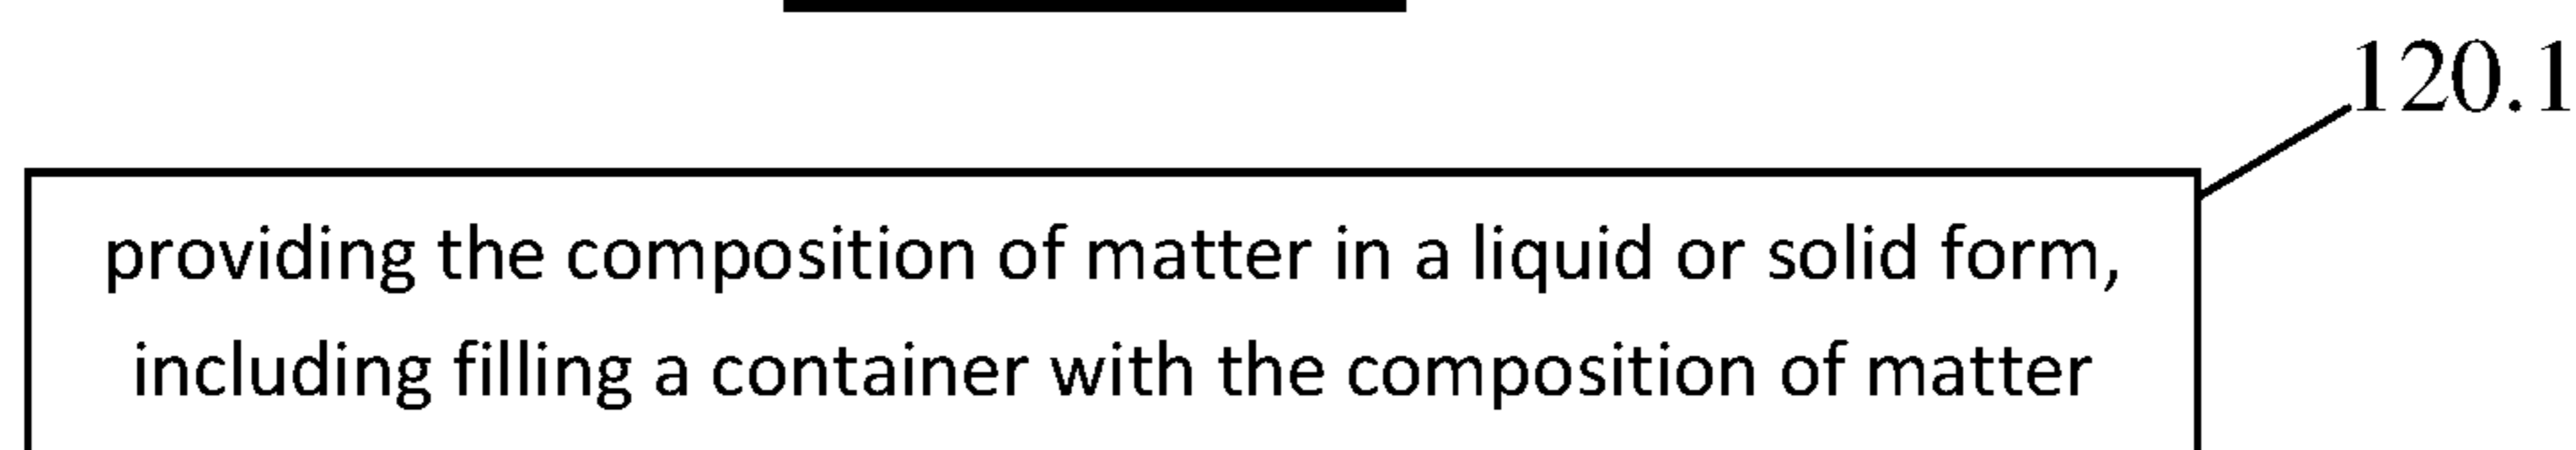 120.1
providing the composition of matter in a liquid or solid form,
including filling a container with the composition of matter